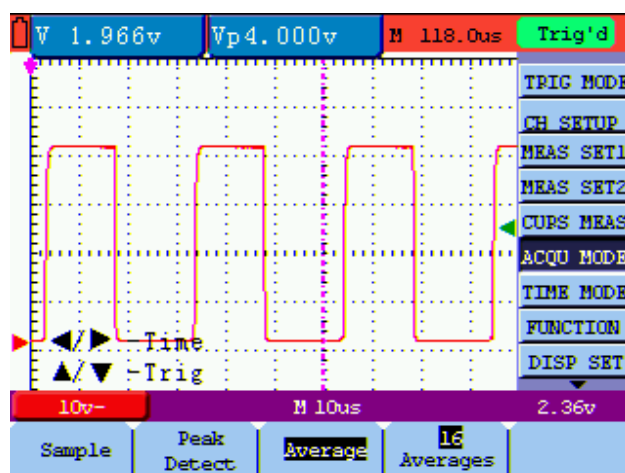 V 1.966v Vp4.000v M 118.0us Trig'd
TRIG MODE
CH SETUP
MEAS SET1
MEAS SET2
CURS MEAS
ACQU MODE
TIME MODE
FUNCTION
DISP SET
◀/▶ -Time
▲/▼ -Trig
10v- M 10us 2.36v
Sample Peak Detect Average 16 Averages